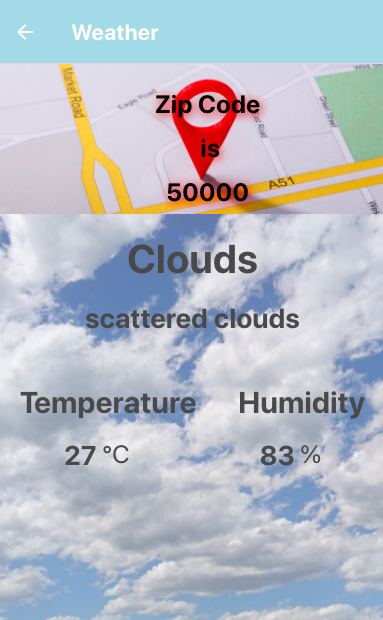 Weather
Market Road
Eagle Road
Zip Code
is
50000
A51
Clouds
scattered clouds
Temperature Humidity
27 °C 83 %